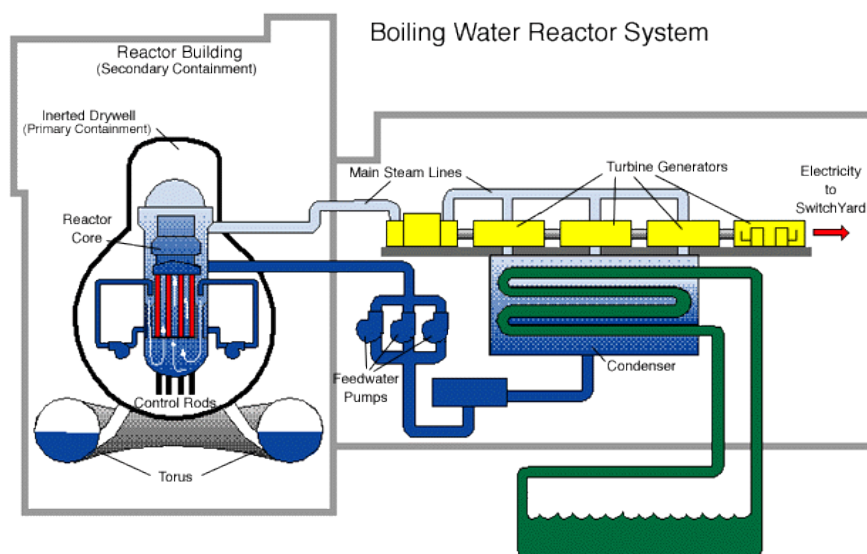 Boiling Water Reactor System
Reactor Building
(Secondary Containment)
Inerted Drywell
(Primary Containment)
Main Steam Lines
Turbine Generators
Electricity
to
SwitchYard
Reactor
Core
Feedwater
Pumps
Condenser
Control Rods
Torus